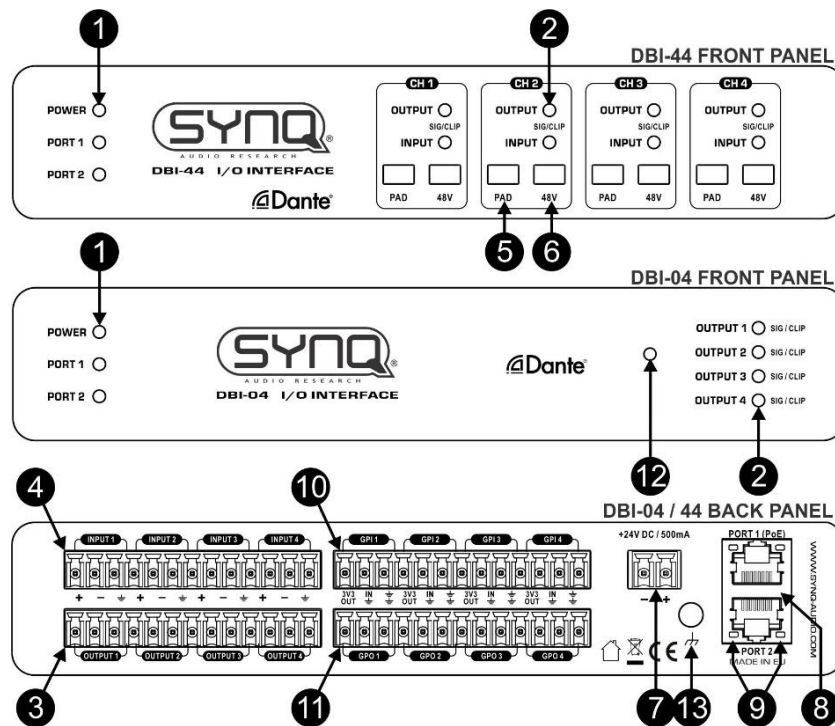 1
2
DBI-44 FRONT PANEL
CH 1
CH 2
CH 3
CH 4
POWER
PORT 1
PORT 2
SYNQ®
AUDIO RESEARCH
DBI-44 I/O INTERFACE
Dante®
OUTPUT
SIG/CLIP
INPUT
PAD
48V
OUTPUT
SIG/CLIP
INPUT
PAD
48V
OUTPUT
SIG/CLIP
INPUT
PAD
48V
OUTPUT
SIG/CLIP
INPUT
PAD
48V
5
6
1
DBI-04 FRONT PANEL
POWER
PORT 1
PORT 2
SYNQ®
AUDIO RESEARCH
DBI-04 I/O INTERFACE
Dante®
OUTPUT 1 SIG/CLIP
OUTPUT 2 SIG/CLIP
OUTPUT 3 SIG/CLIP
OUTPUT 4 SIG/CLIP
12
2
4
10
DBI-04 / 44 BACK PANEL
INPUT 1 INPUT 2 INPUT 3 INPUT 4
+ − + − + − + −
OUTPUT 1 OUTPUT 2 OUTPUT 3 OUTPUT 4
GPI 1 GPI 2 GPI 3 GPI 4
3V3 OUT IN 3V3 OUT IN 3V3 OUT IN 3V3 OUT IN
GPO 1 GPO 2 GPO 3 GPO 4
+24V DC / 500mA
− +
CE
PORT 1 (PoE)
PORT 2
MADE IN EU
WWW.SYNQ-AUDIO.COM
3
11
7
13
9
8